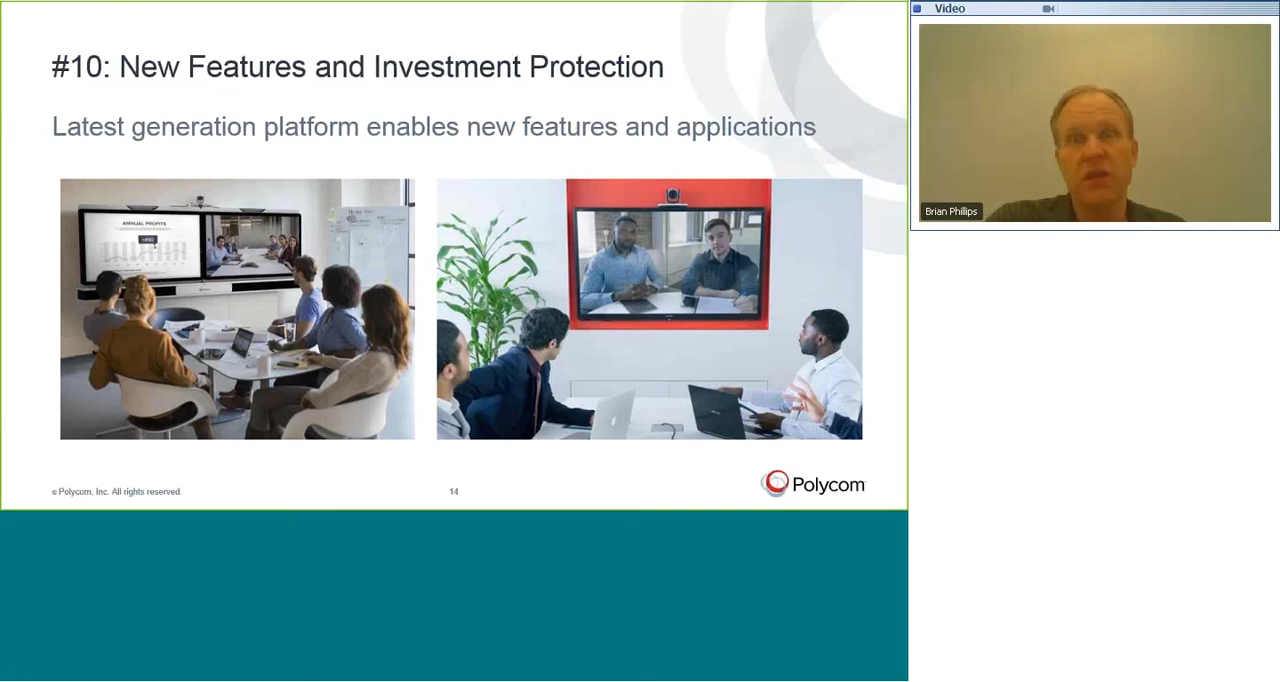 #10: New Features and Investment Protection
Latest generation platform enables new features and applications
ANNUAL PROFITS
© Polycom, Inc. All rights reserved.
14
Polycom
Video
Brian Phillips